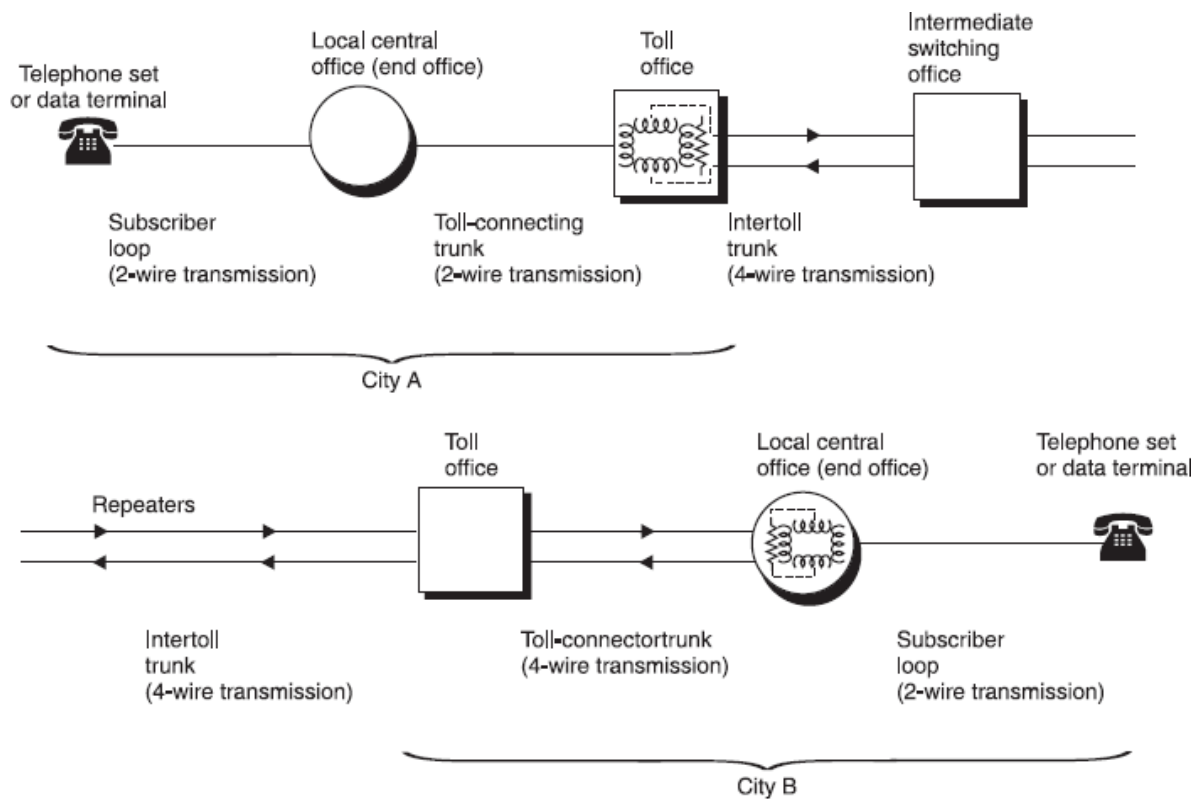 Telephone set
or data terminal
Local central
office (end office)
Toll
office
Intermediate
switching
office
Subscriber
loop
(2-wire transmission)
Toll-connecting
trunk
(2-wire transmission)
Intertoll
trunk
(4-wire transmission)
City A
Repeaters
Toll
office
Local central
office (end office)
Telephone set
or data terminal
Intertoll
trunk
(4-wire transmission)
Toll-connectortrunk
(4-wire transmission)
Subscriber
loop
(2-wire transmission)
City B